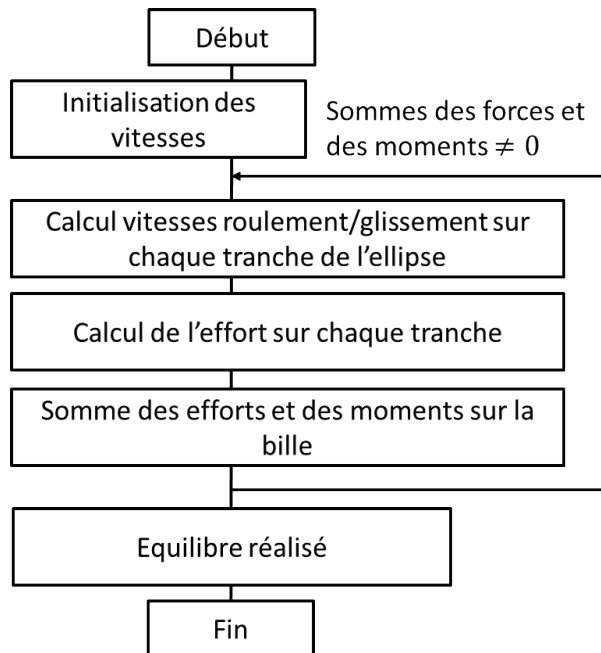 Début
Initialisation des
vitesses
Sommes des forces et
des moments ≠ 0
Calcul vitesses roulement/glissement sur
chaque tranche de l’ellipse
Calcul de l’effort sur chaque tranche
Somme des efforts et des moments sur la
bille
Equilibre réalisé
Fin